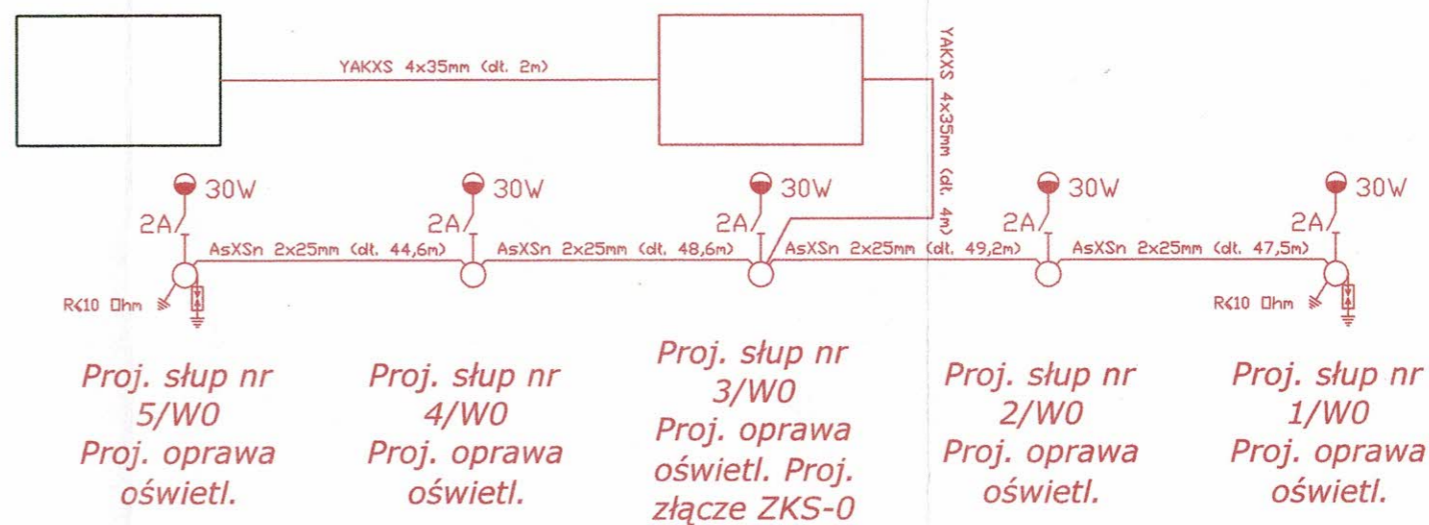 YAKXS 4x35mm (dł. 2m)
YAKXS 4x35mm (dł. 4m)
30W
30W
30W
30W
30W
2A
2A
2A
2A
2A
AsXSn 2x25mm (dł. 44,6m)
AsXSn 2x25mm (dł. 48,6m)
AsXSn 2x25mm (dł. 49,2m)
AsXSn 2x25mm (dł. 47,5m)
R≤10 Ohm
R≤10 Ohm
Proj. słup nr
5/W0
Proj. oprawa
oświetl.
Proj. słup nr
4/W0
Proj. oprawa
oświetl.
Proj. słup nr
3/W0
Proj. oprawa
oświetl. Proj.
złącze ZKS-0
Proj. słup nr
2/W0
Proj. oprawa
oświetl.
Proj. słup nr
1/W0
Proj. oprawa
oświetl.